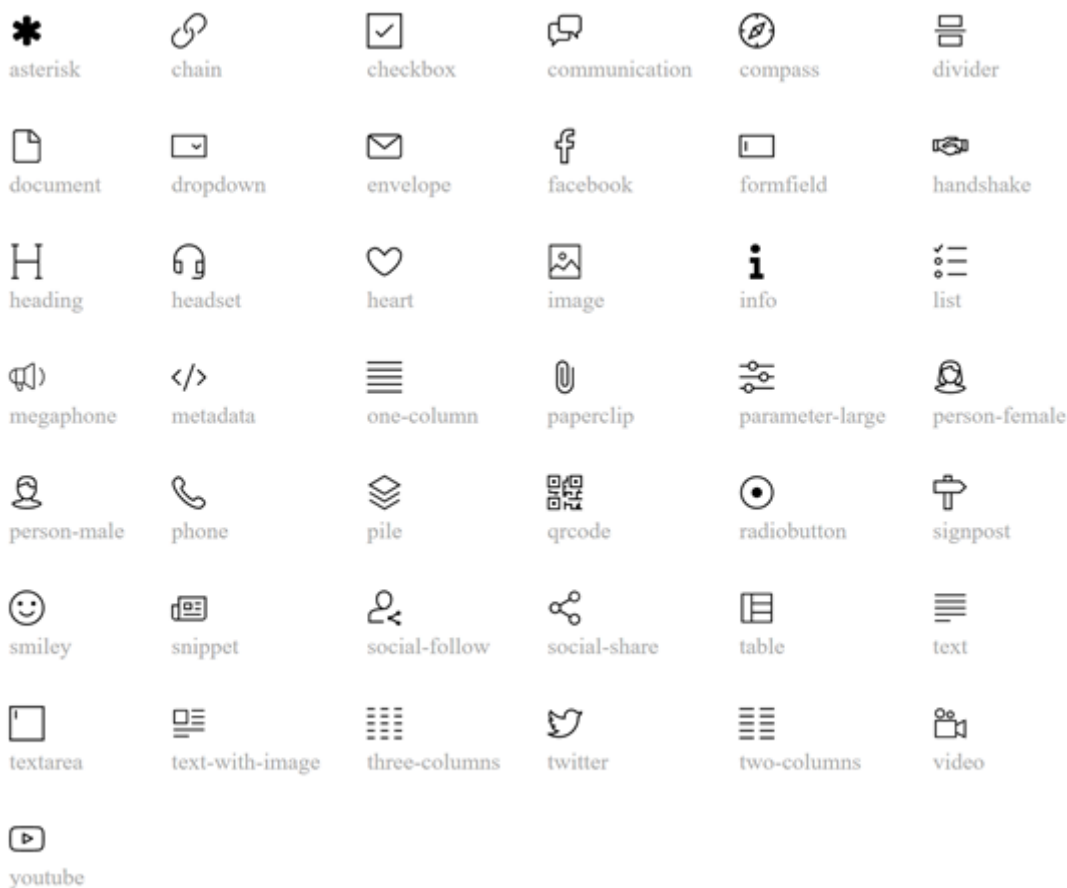 asterisk chain checkbox communication compass divider
document dropdown envelope facebook formfield handshake
heading headset heart image info list
megaphone metadata one-column paperclip parameter-large person-female
person-male phone pile qrcode radiobutton signpost
smiley snippet social-follow social-share table text
textarea text-with-image three-columns twitter two-columns video
youtube